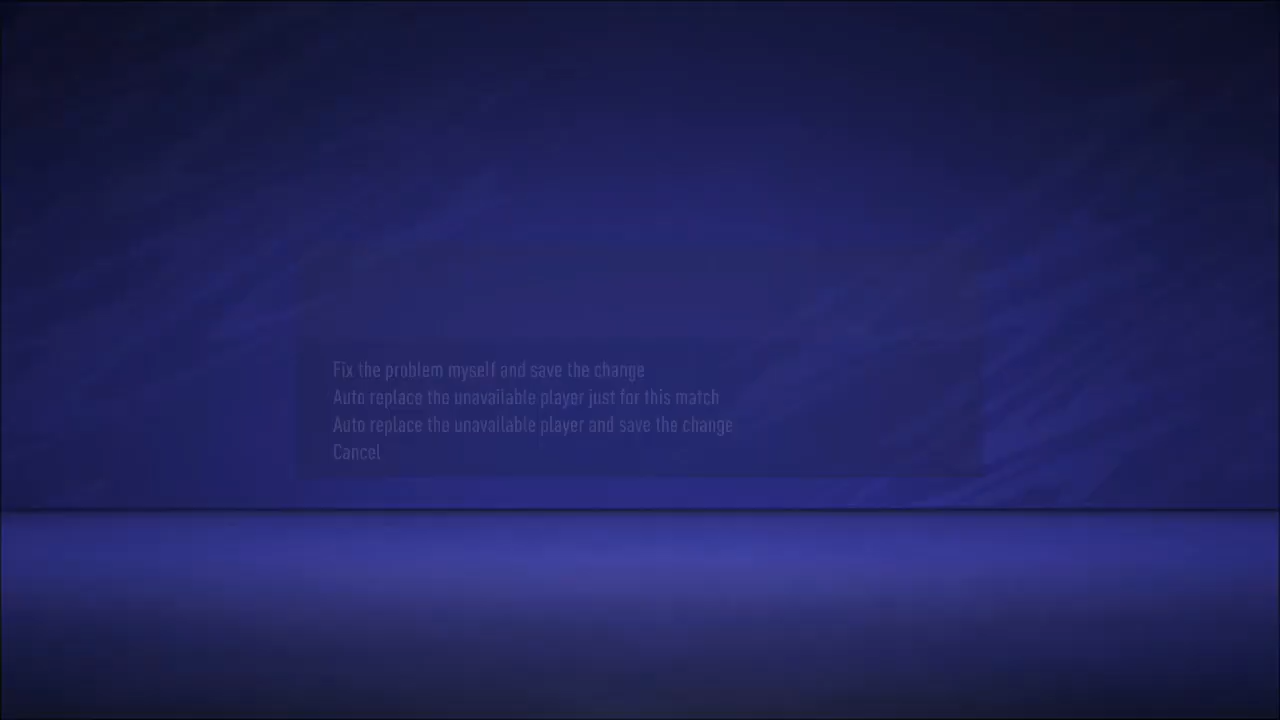 Fix the problem myself and save the change
Auto replace the unavailable player just for this match
Auto replace the unavailable player and save the change
Cancel